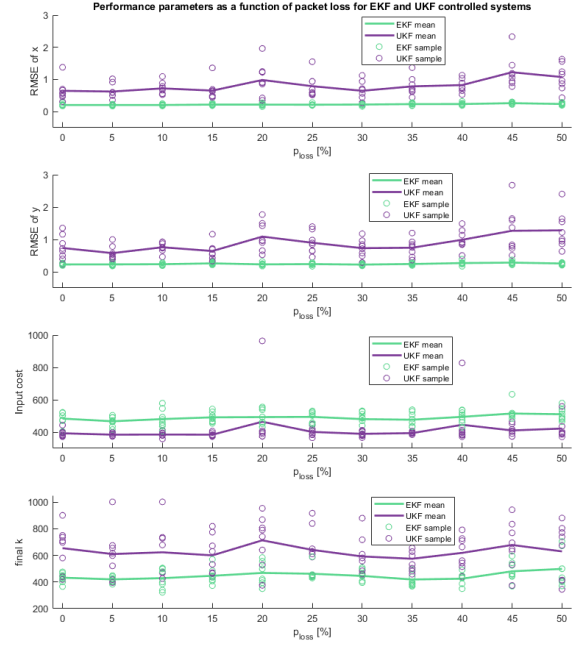 Performance parameters as a function of packet loss for EKF and UKF controlled systems
RMSE of x
3
2
1
0
EKF mean
UKF mean
EKF sample
UKF sample
0 5 10 15 20 25 30 35 40 45 50
p_loss [%]
RMSE of y
3
2
1
0
EKF mean
UKF mean
EKF sample
UKF sample
0 5 10 15 20 25 30 35 40 45 50
p_loss [%]
Input cost
1000
800
600
400
EKF mean
UKF mean
EKF sample
UKF sample
0 5 10 15 20 25 30 35 40 45 50
p_loss [%]
final k
1000
800
600
400
200
EKF mean
UKF mean
EKF sample
UKF sample
0 5 10 15 20 25 30 35 40 45 50
p_loss [%]